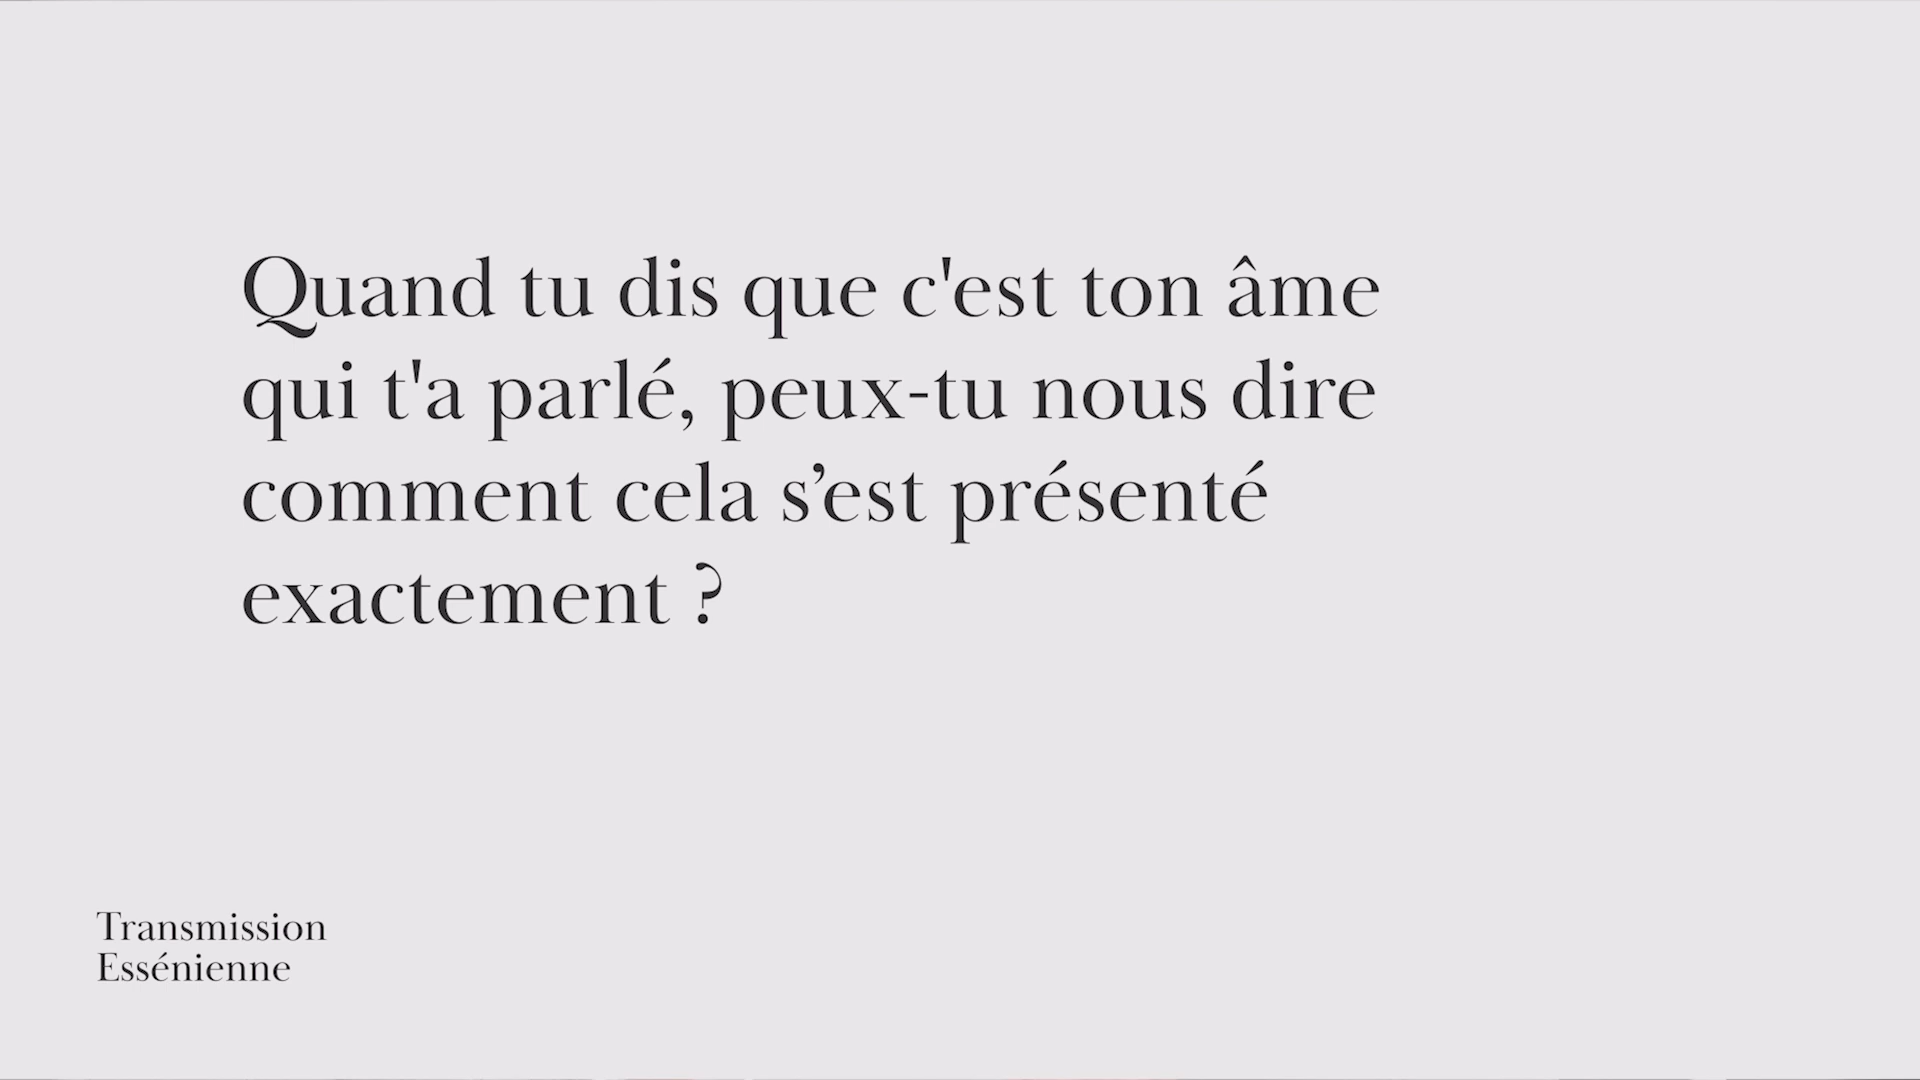 Quand tu dis que c'est ton âme
qui t'a parlé, peux-tu nous dire
comment cela s’est présenté
exactement ?
Transmission
Essénienne